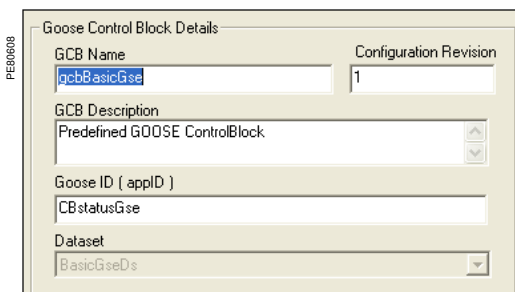 PE80608
Goose Control Block Details
GCB Name
Configuration Revision
gcbBasicGse
1
GCB Description
Predefined GOOSE ControlBlock
Goose ID ( appID )
CBstatusGse
Dataset
BasicGseDs